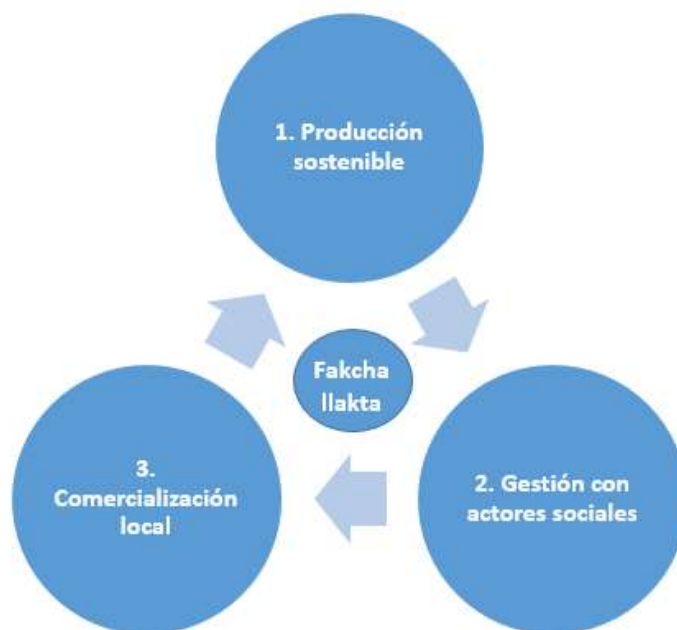 1. Producción
sostenible
Fakcha
llakta
2. Gestión con
actores sociales
3.
Comercialización
local